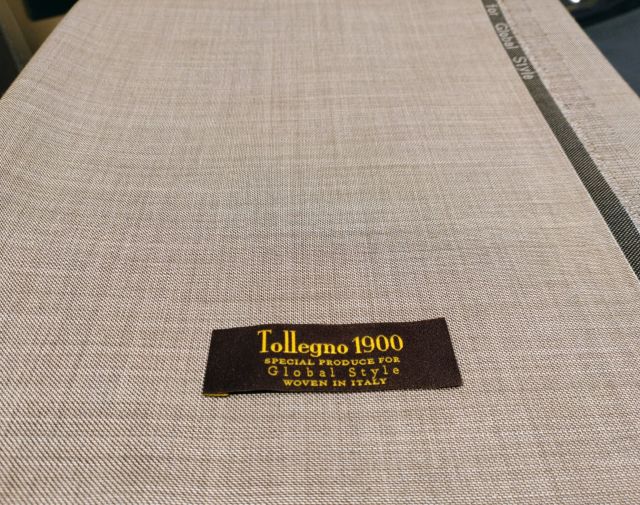 for Global Style
Tollegno 1900
SPECIAL PRODUCE FOR
Global Style
WOVEN IN ITALY